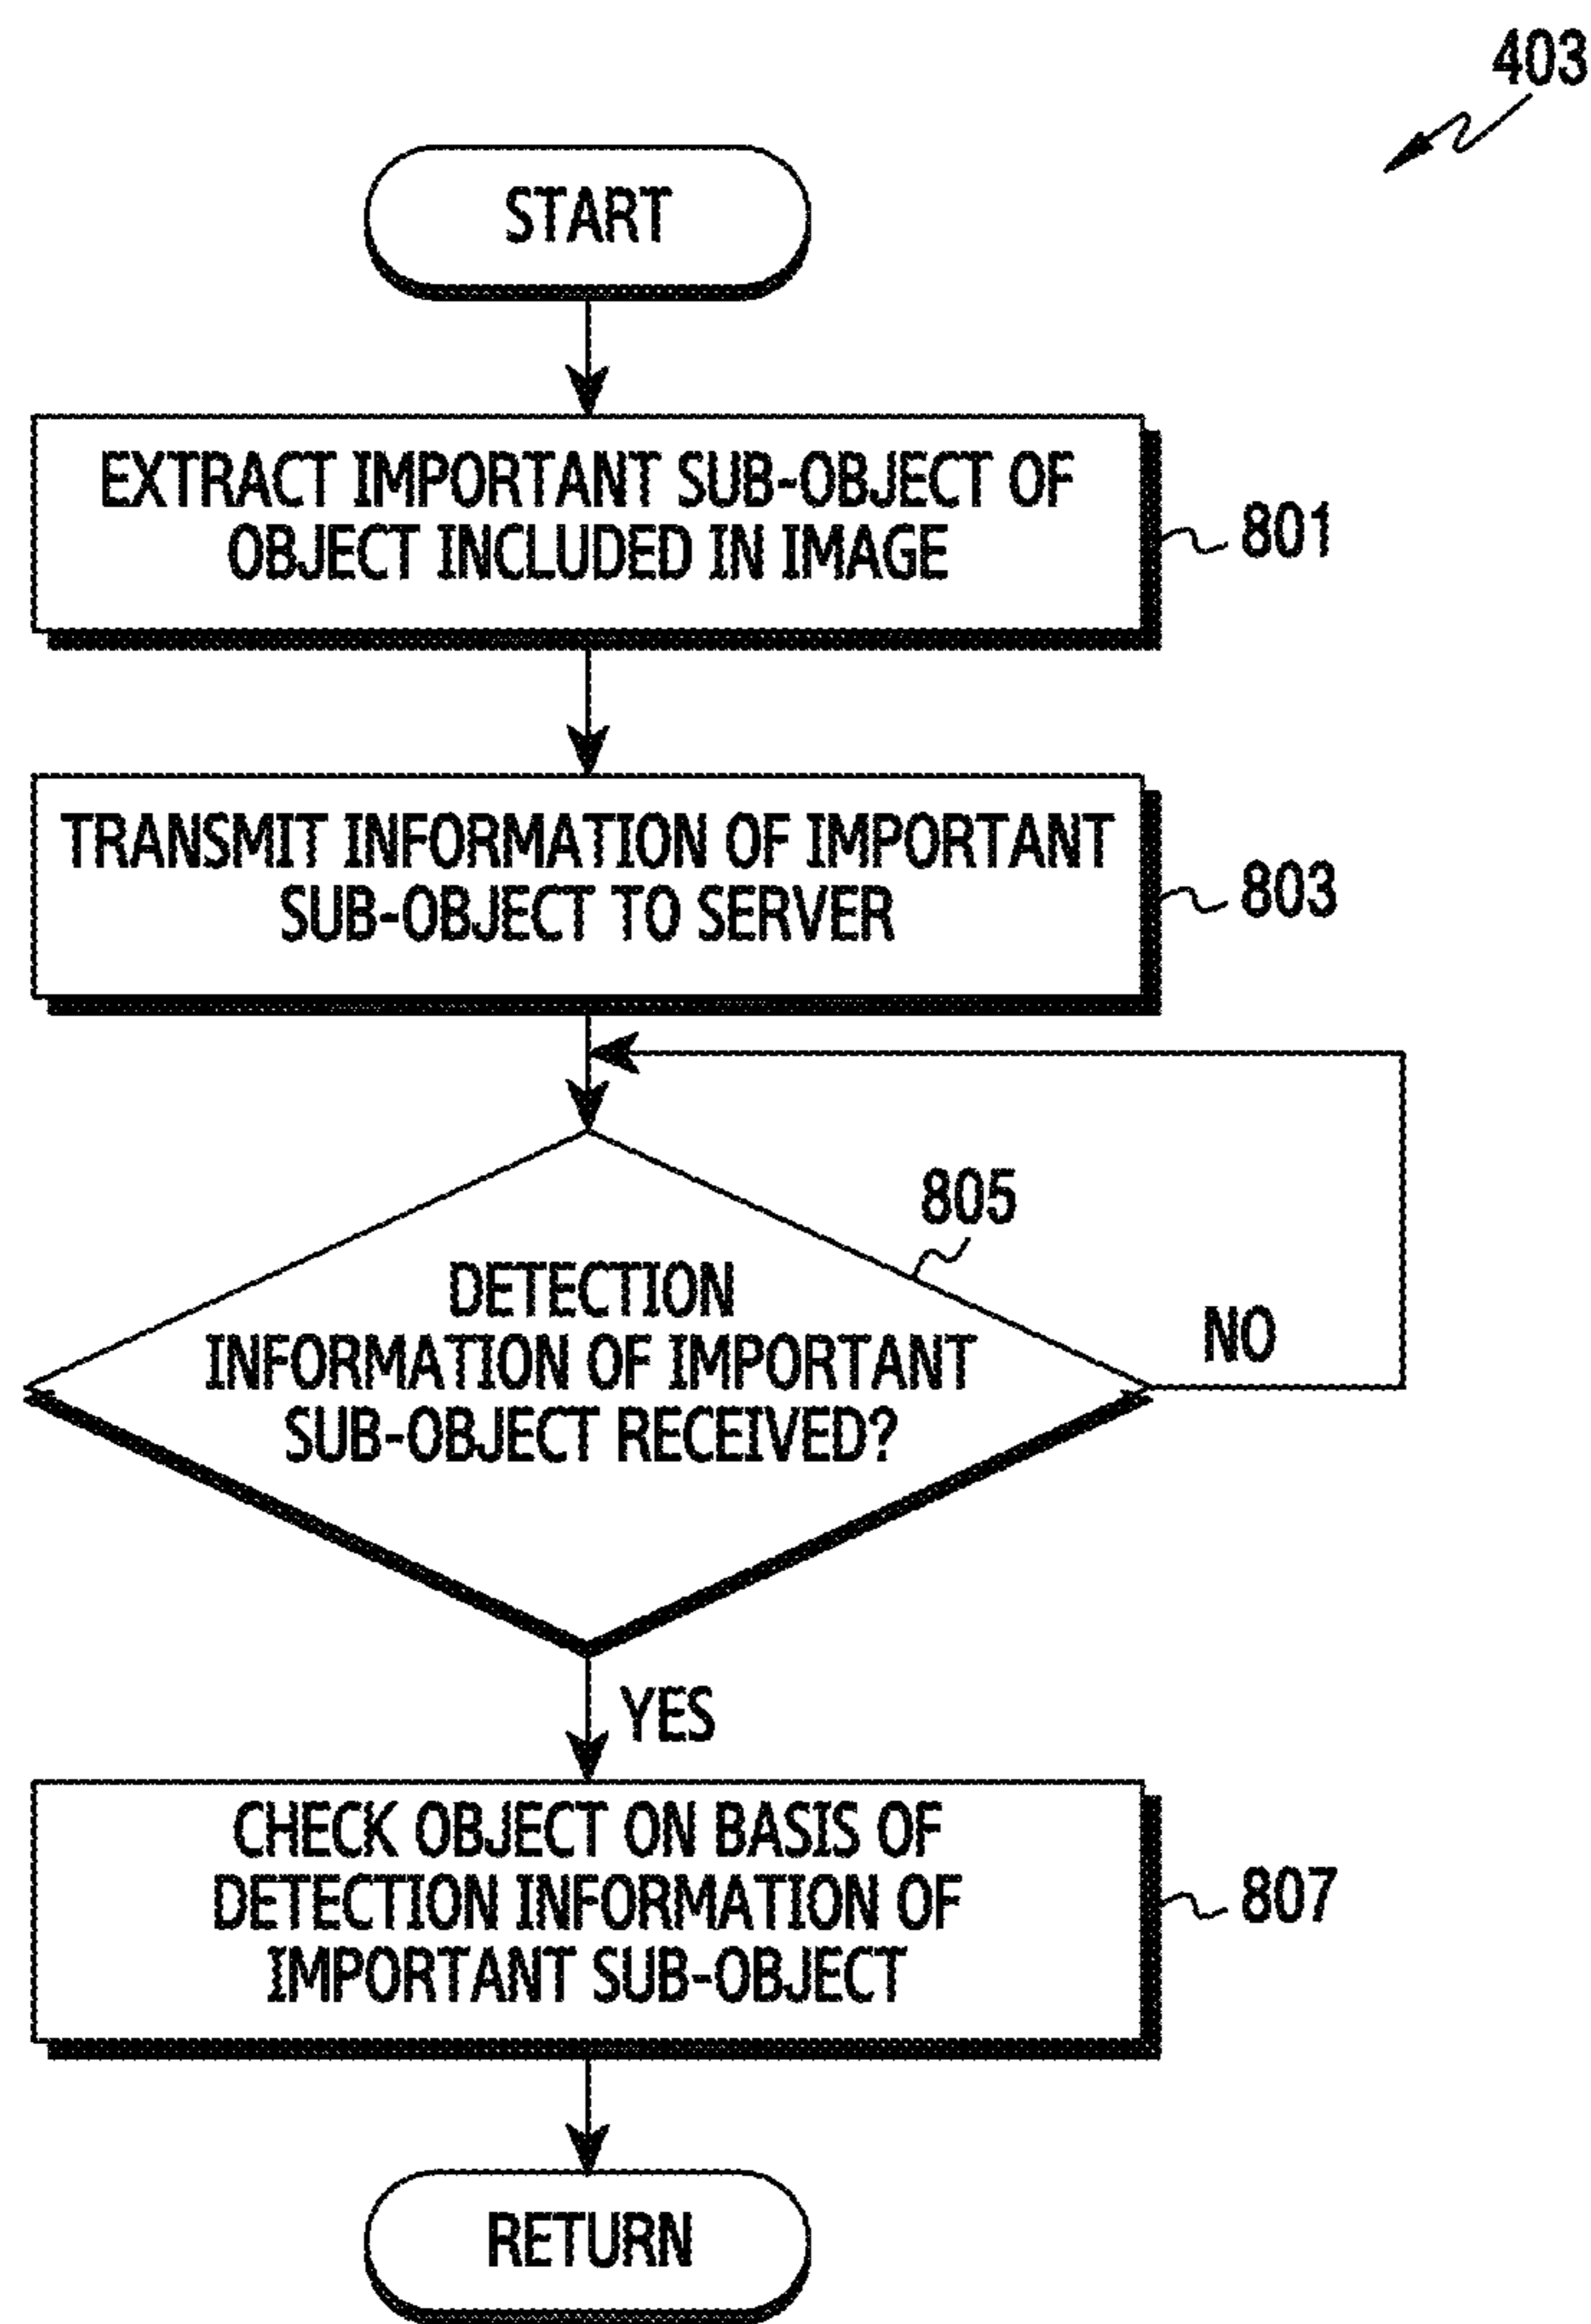 403
START
EXTRACT IMPORTANT SUB-OBJECT OF
OBJECT INCLUDED IN IMAGE
801
TRANSMIT INFORMATION OF IMPORTANT
SUB-OBJECT TO SERVER
803
805
DETECTION
INFORMATION OF IMPORTANT
SUB-OBJECT RECEIVED?
NO
YES
CHECK OBJECT ON BASIS OF
DETECTION INFORMATION OF
IMPORTANT SUB-OBJECT
807
RETURN